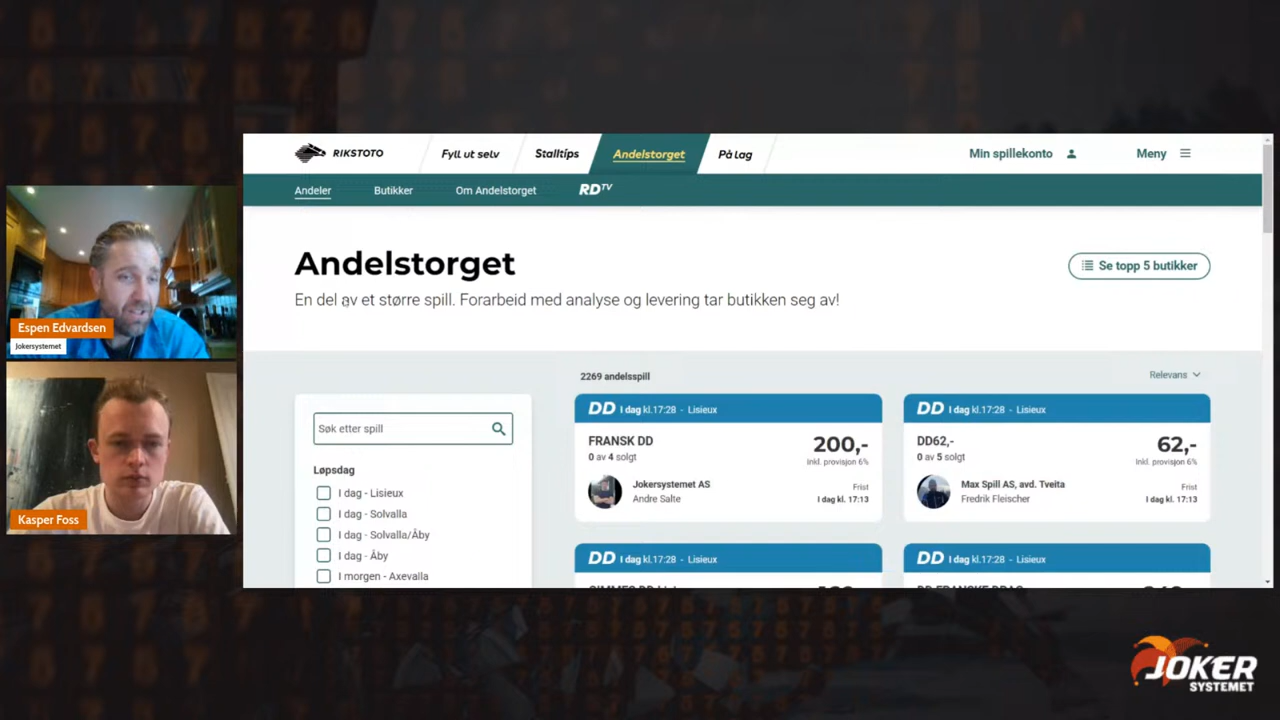 RIKSTOTO
Fyll ut selv
Stalltips
Andelstorget
På lag
Min spillekonto
Meny
Andeler
Butikker
Om Andelstorget
RDTV
Andelstorget
Se topp 5 butikker
En del av et større spill. Forarbeid med analyse og levering tar butikken seg av!
Espen Edvardsen
Jokersystemet
Kasper Foss
2269 andelsspill
Relevans
Søk etter spill
Løpsdag
I dag - Lisieux
I dag - Solvalla
I dag - Solvalla/Åby
I dag - Åby
I morgen - Axevalla
DD I dag kl.17:28 - Lisieux
FRANSK DD
200,-
0 av 4 solgt
Inkl. provisjon 6%
Jokersystemet AS
Andre Salte
Frist
I dag kl. 17:13
DD I dag kl.17:28 - Lisieux
DD62,-
62,-
0 av 5 solgt
Inkl. provisjon 6%
Max Spill AS, avd. Tveita
Fredrik Fleischer
Frist
I dag kl. 17:13
DD I dag kl.17:28 - Lisieux
DD I dag kl.17:28 - Lisieux
JOKER
SYSTEMET